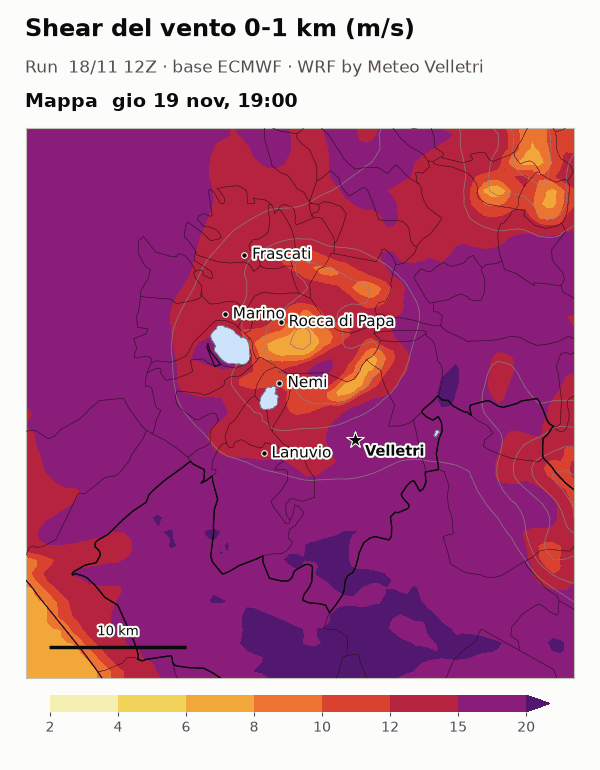 Shear del vento 0-1 km (m/s)
Run  18/11 12Z · base ECMWF · WRF by Meteo Velletri
Mappa  gio 19 nov, 19:00
Frascati
Marino
Rocca di Papa
Nemi
Velletri
Lanuvio
10 km
2 4 6 8 10 12 15 20